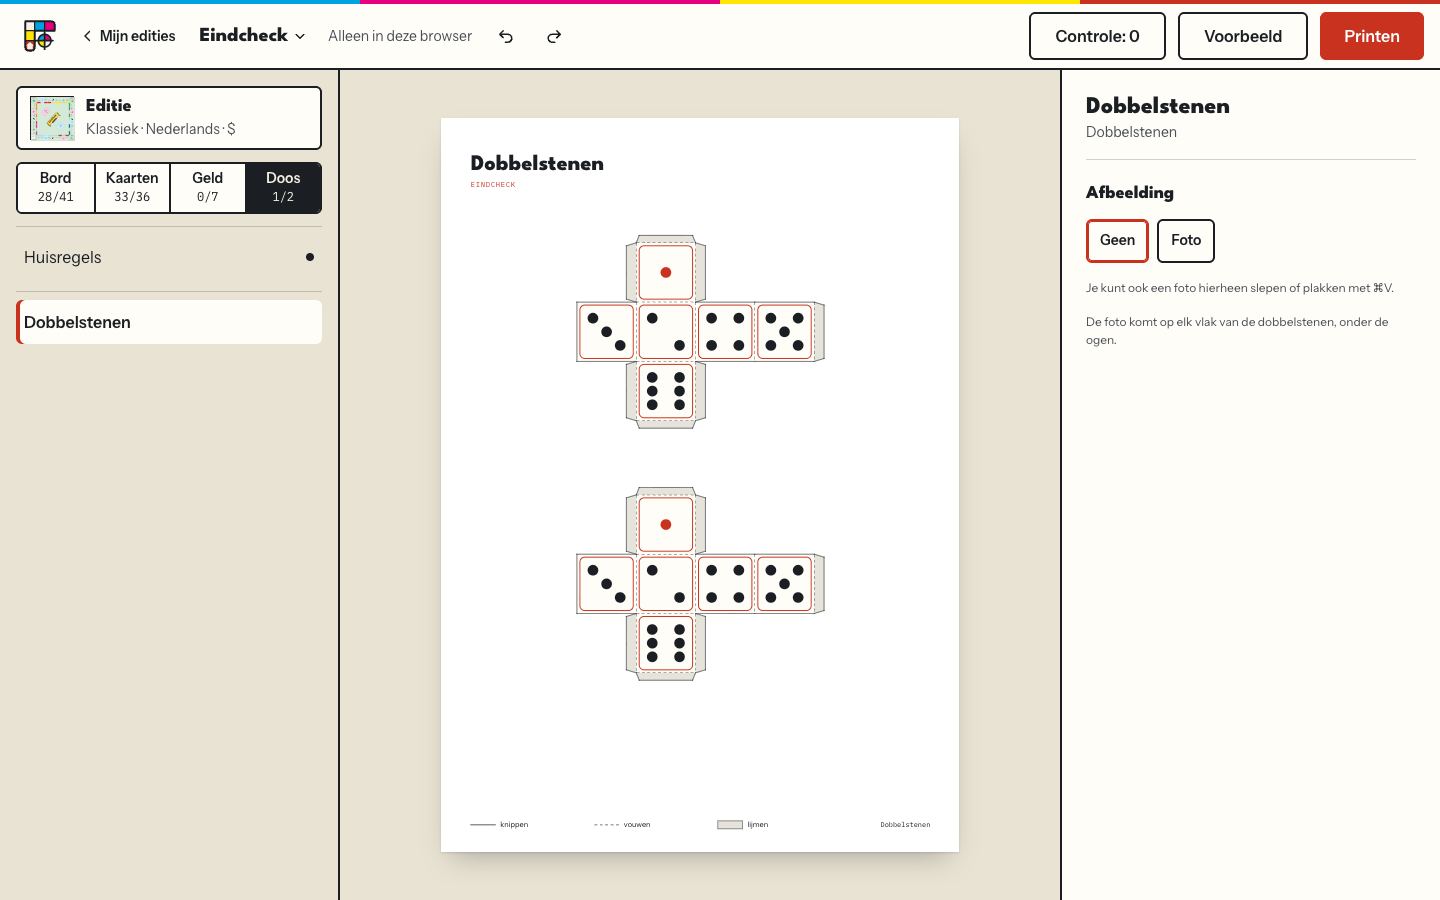 Mijn edities
Eindcheck
Alleen in deze browser
Controle: 0
Voorbeeld
Printen
Editie
Klassiek · Nederlands · $
Bord
28/41
Kaarten
33/36
Geld
0/7
Doos
1/2
Huisregels
Dobbelstenen
Dobbelstenen
EINDCHECK
knippen
vouwen
lijmen
Dobbelstenen
Dobbelstenen
Dobbelstenen
Afbeelding
Geen
Foto
Je kunt ook een foto hierheen slepen of plakken met ⌘V.
De foto komt op elk vlak van de dobbelstenen, onder de
ogen.